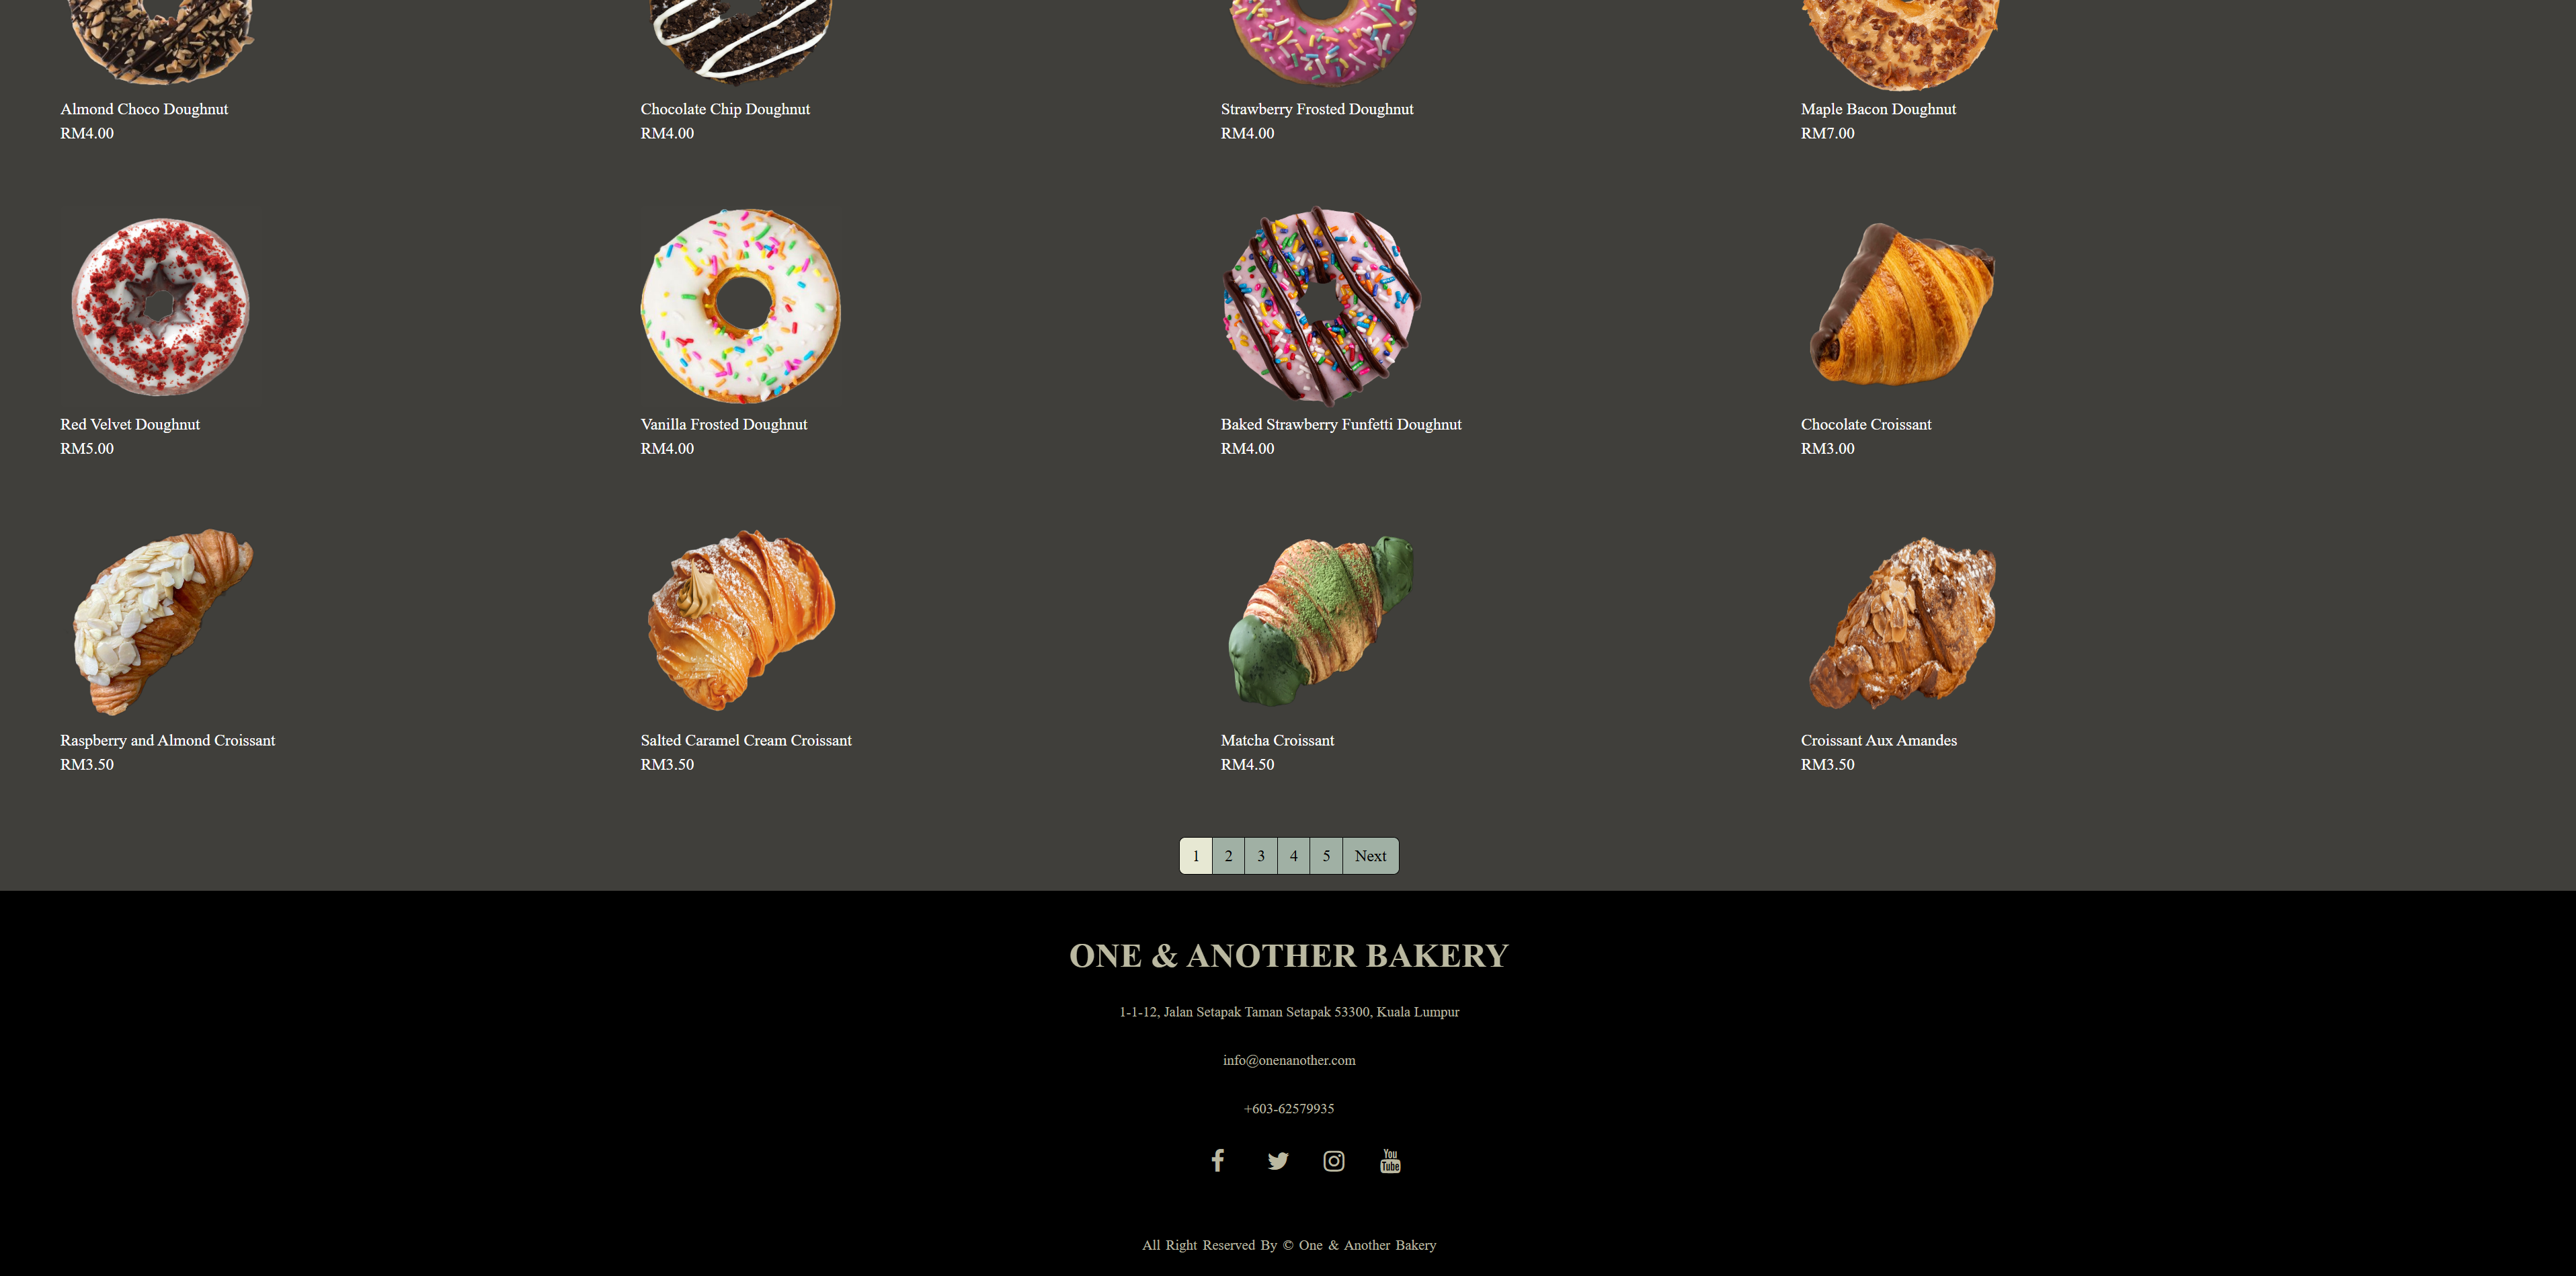 Almond Choco Doughnut
RM4.00
Chocolate Chip Doughnut
RM4.00
Strawberry Frosted Doughnut
RM4.00
Maple Bacon Doughnut
RM7.00
Red Velvet Doughnut
RM5.00
Vanilla Frosted Doughnut
RM4.00
Baked Strawberry Funfetti Doughnut
RM4.00
Chocolate Croissant
RM3.00
Raspberry and Almond Croissant
RM3.50
Salted Caramel Cream Croissant
RM3.50
Matcha Croissant
RM4.50
Croissant Aux Amandes
RM3.50
1 2 3 4 5 Next
ONE & ANOTHER BAKERY
1-1-12, Jalan Setapak Taman Setapak 53300, Kuala Lumpur
info@onenanother.com
+603-62579935
You
Tube
All Right Reserved By © One & Another Bakery